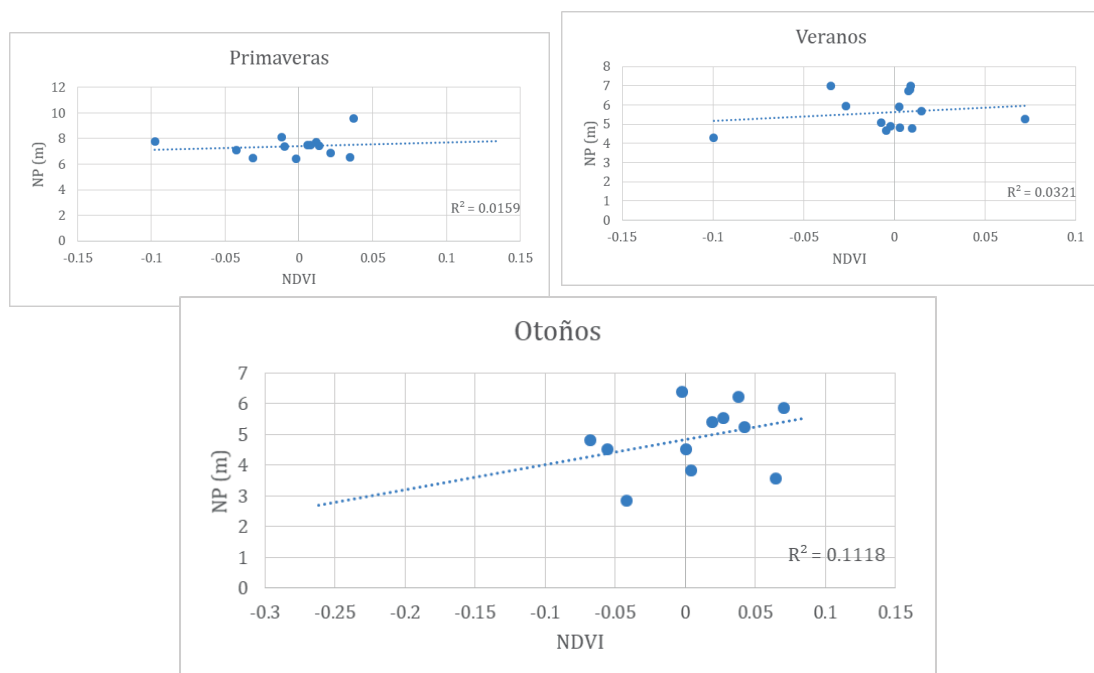 Primaveras
12
10
8
6
4
2
0
NP (m)
R² = 0.0159
-0.15 -0.1 -0.05 0 0.05 0.1 0.15
NDVI
Veranos
8
7
6
5
4
3
2
1
0
NP (m)
R² = 0.0321
-0.15 -0.1 -0.05 0 0.05 0.1
NDVI
Otoños
7
6
5
4
3
2
1
0
NP (m)
R² = 0.1118
-0.3 -0.25 -0.2 -0.15 -0.1 -0.05 0 0.05 0.1 0.15
NDVI